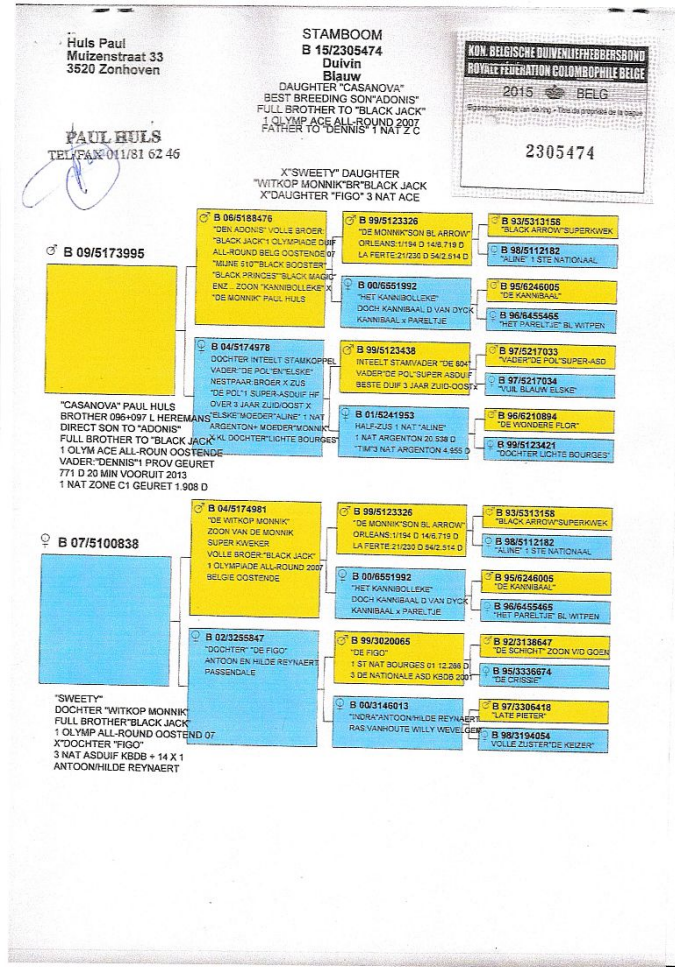 Huls Paul
Muizenstraat 33
3520 Zonhoven
PAUL HULS
TEL/FAX 011/81 62 46
STAMBOOM
B 15/2305474
Duivin
Blauw
DAUGHTER "CASANOVA"
BEST BREEDING SON"ADONIS"
FULL BROTHER TO "BLACK JACK"
1 OLYMP ACE ALL-ROUND 2007
FATHER TO "DENNIS" 1 NAT Z C
X"SWEETY" DAUGHTER
"WITKOP MONNIK"BR"BLACK JACK
X"DAUGHTER "FIGO" 3 NAT ACE
KON. BELGISCHE DUIVENLIEFHEBBERSBOND
ROYALE FEDERATION COLOMBOPHILE BELGE
2015 BELG
Eigendomsbewijs van de ring - Titre de propriété de la bague
2305474
♂ B 09/5173995
"CASANOVA" PAUL HULS
BROTHER 096+097 L HEREMANS
DIRECT SON TO "ADONIS"
FULL BROTHER TO "BLACK JACK"
1 OLYM ACE ALL-ROUN OOSTENDE
VADER:"DENNIS"1 PROV GEURET
771 D 20 MIN VOORUIT 2013
1 NAT ZONE C1 GEURET 1.908 D
♂ B 06/5188476
"DEN ADONIS" VOLLE BROER:
"BLACK JACK"1 OLYMPIADE DUIF
ALL-ROUND BELG OOSTENDE 07
"MIJNE 510""BLACK BOOSTER"
"BLACK PRINCES""BLACK MAGIC"
ENZ .. ZOON "KANNIBOLLEKE" X
"DE MONNIK" PAUL HULS
♀ B 04/5174978
DOCHTER INTEELT STAMKOPPEL
VADER:"DE POL"EN"ELSKE"
NESTPAAR:BROER X ZUS
"DE POL"1 SUPER-ASDUIF HF
OVER 3 JAAR ZUID/OOST X
"ELSKE"MOEDER"ALINE" 1 NAT
ARGENTON+ MOEDER"MONNIK"
X KL DOCHTER"LICHTE BOURGES"
♂ B 99/5123326
"DE MONNIK"SON BL ARROW"
ORLEANS:1/194 D 14/6.719 D
LA FERTE:21/230 D 54/2.514 D
♀ B 00/6551992
"HET KANNIBOLLEKE"
DOCH KANNIBAAL D VAN DYCK
KANNIBAAL x PARELTJE
♂ B 99/5123438
INTEELT STAMVADER "DE 804"
VADER"DE POL"SUPER ASDUIF
BESTE DUIF 3 JAAR ZUID-OOST
♀ B 01/5241953
HALF-ZUS 1 NAT "ALINE"
1 NAT ARGENTON 20.538 D
"TIM"3 NAT ARGENTON 4.955 D
♂ B 93/5313158
"BLACK ARROW"SUPERKWEK
♀ B 98/5112182
"ALINE" 1 STE NATIONAAL
♂ B 95/6246005
"DE KANNIBAAL"
♀ B 96/6455465
"HET PARELTJE" BL WITPEN
♂ B 97/5217033
"VADER"DE POL"SUPER-ASD
♀ B 97/5217034
"VUIL BLAUW ELSKE"
♂ B 96/6210894
"DE WONDERE FLOR"
♀ B 99/5123421
"DOCHTER LICHTE BOURGES"
♀ B 07/5100838
"SWEETY"
DOCHTER "WITKOP MONNIK"
FULL BROTHER"BLACK JACK"
1 OLYMP ALL-ROUND OOSTEND 07
X"DOCHTER "FIGO"
3 NAT ASDUIF KBDB + 14 X 1
ANTOON/HILDE REYNAERT
♂ B 04/5174981
"DE WITKOP MONNIK"
ZOON VAN DE MONNIK
SUPER KWEKER
VOLLE BROER:"BLACK JACK"
1 OLYMPIADE ALL-ROUND 2007
BELGIE OOSTENDE
♀ B 02/3255847
"DOCHTER" "DE FIGO"
ANTOON EN HILDE REYNAERT
PASSENDALE
♂ B 99/5123326
"DE MONNIK"SON BL ARROW"
ORLEANS:1/194 D 14/6.719 D
LA FERTE:21/230 D 54/2.514 D
♀ B 00/6551992
"HET KANNIBOLLEKE"
DOCH KANNIBAAL D VAN DYCK
KANNIBAAL x PARELTJE
♂ B 99/3020065
"DE FIGO"
1 ST NAT BOURGES 01 12.266 D
3 DE NATIONALE ASD KBDB 2001
♀ B 00/3146013
"INDRA"ANTOON/HILDE REYNAERT
RAS:VANHOUTE WILLY WEVELGEM
♂ B 93/5313158
"BLACK ARROW"SUPERKWEK
♀ B 98/5112182
"ALINE" 1 STE NATIONAAL
♂ B 95/6246005
"DE KANNIBAAL"
♀ B 96/6455465
"HET PARELTJE" BL WITPEN
♂ B 92/3138647
"DE SCHICHT" ZOON V/D GOEN
♀ B 95/3336674
"DE CRISSIE"
♂ B 97/3306418
"LATE PIETER"
♀ B 98/3194054
VOLLE ZUSTER"DE KEIZER"